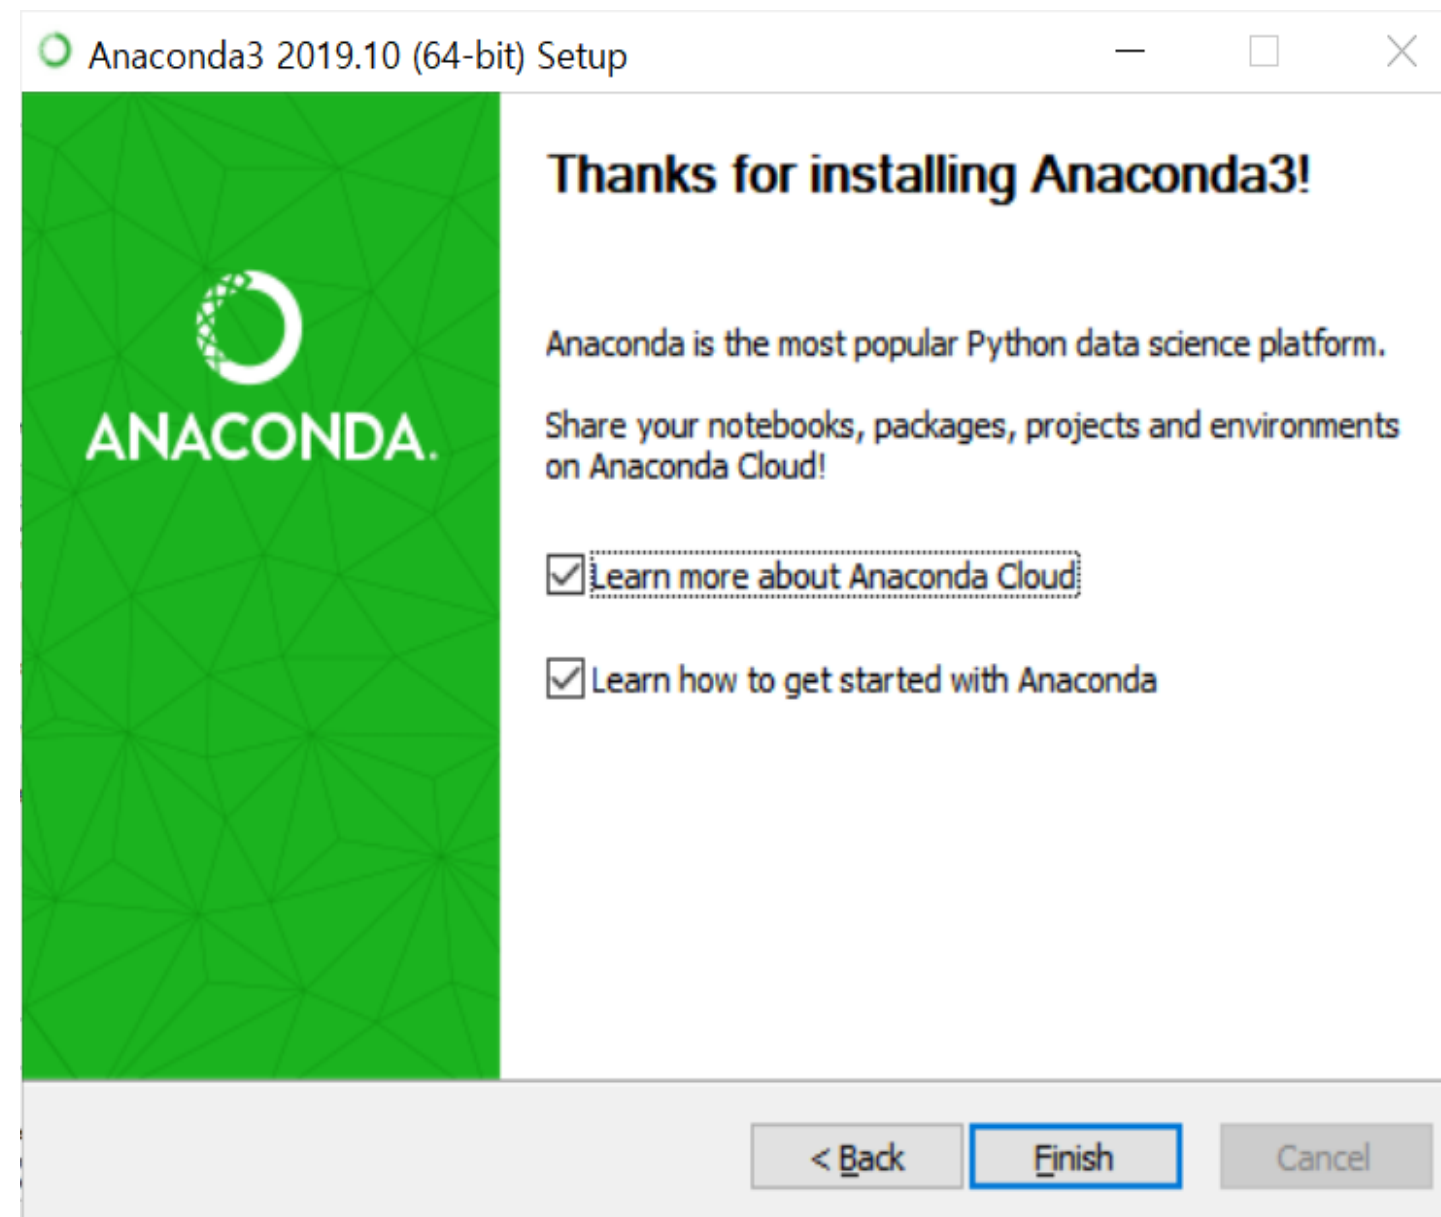 Anaconda3 2019.10 (64-bit) Setup
ANACONDA.
Thanks for installing Anaconda3!
Anaconda is the most popular Python data science platform.
Share your notebooks, packages, projects and environments
on Anaconda Cloud!
Learn more about Anaconda Cloud
Learn how to get started with Anaconda
< Back
Finish
Cancel